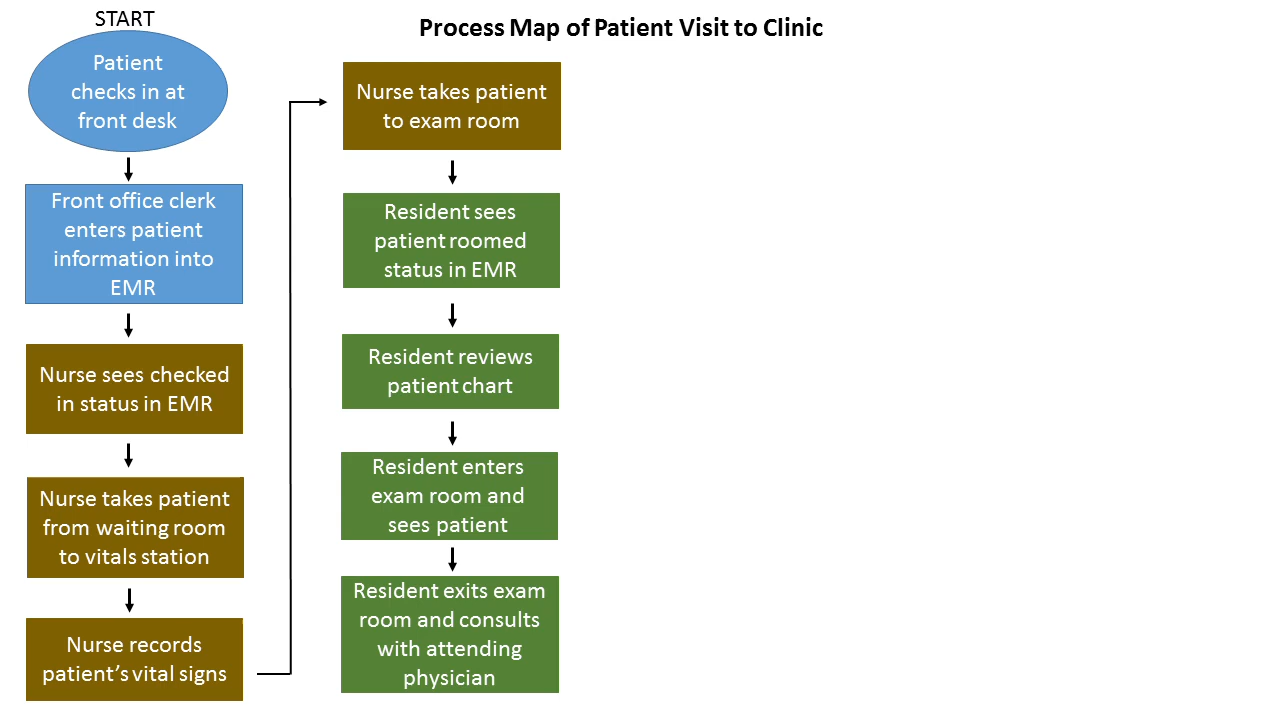 START
Process Map of Patient Visit to Clinic
Patient
checks in at
front desk
Front office clerk
enters patient
information into
EMR
Nurse sees checked
in status in EMR
Nurse takes patient
from waiting room
to vitals station
Nurse records
patient's vital signs
Nurse takes patient
to exam room
Resident sees
patient roomed
status in EMR
Resident reviews
patient chart
Resident enters
exam room and
sees patient
Resident exits exam
room and consults
with attending
physician